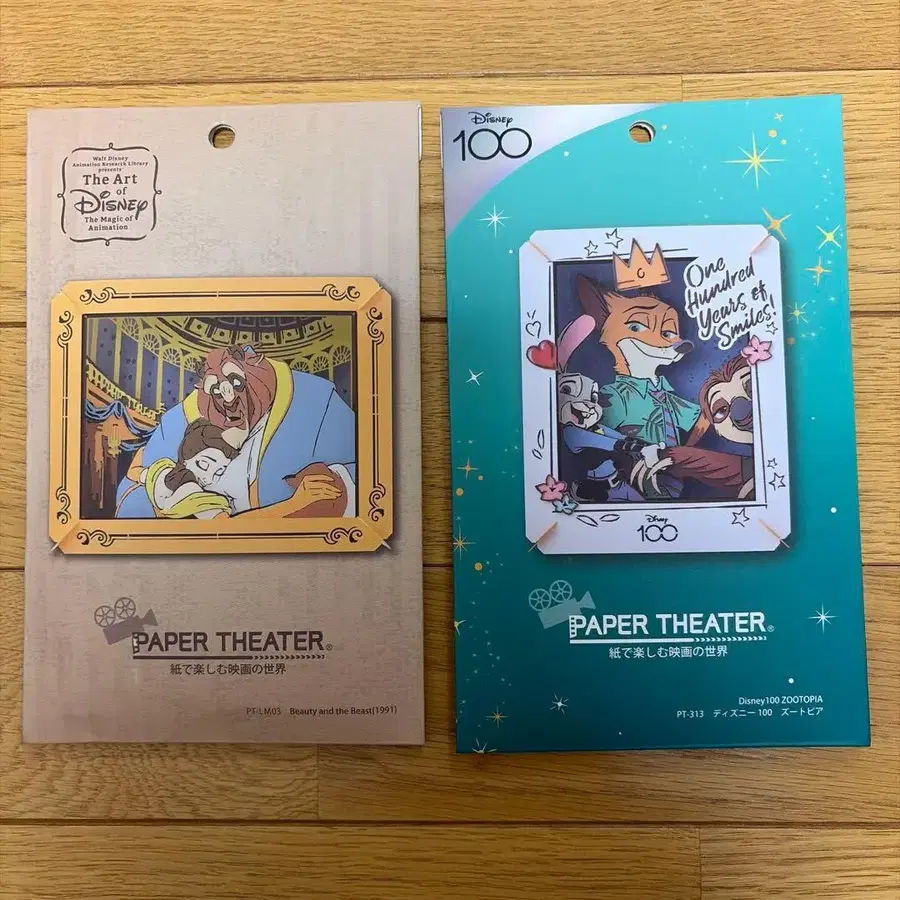 Walt Disney
Animation Research Library
presents
The Art
of
Disney
The Magic of
Animation
PAPER THEATER®
紙で楽しむ映画の世界
PT-LM03 Beauty and the Beast(1991)
Disney
100
One
Hundred
Years of
Smiles!
Disney
100
PAPER THEATER®
紙で楽しむ映画の世界
Disney100 ZOOTOPIA
PT-313 ディズニー100 ズートピア